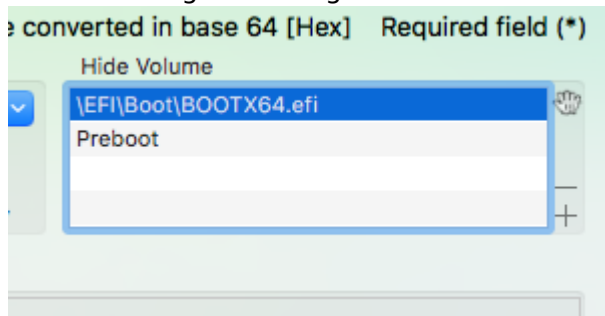 e converted in base 64 [Hex] Required field (*)
Hide Volume
\EFI\Boot\BOOTX64.efi
Preboot